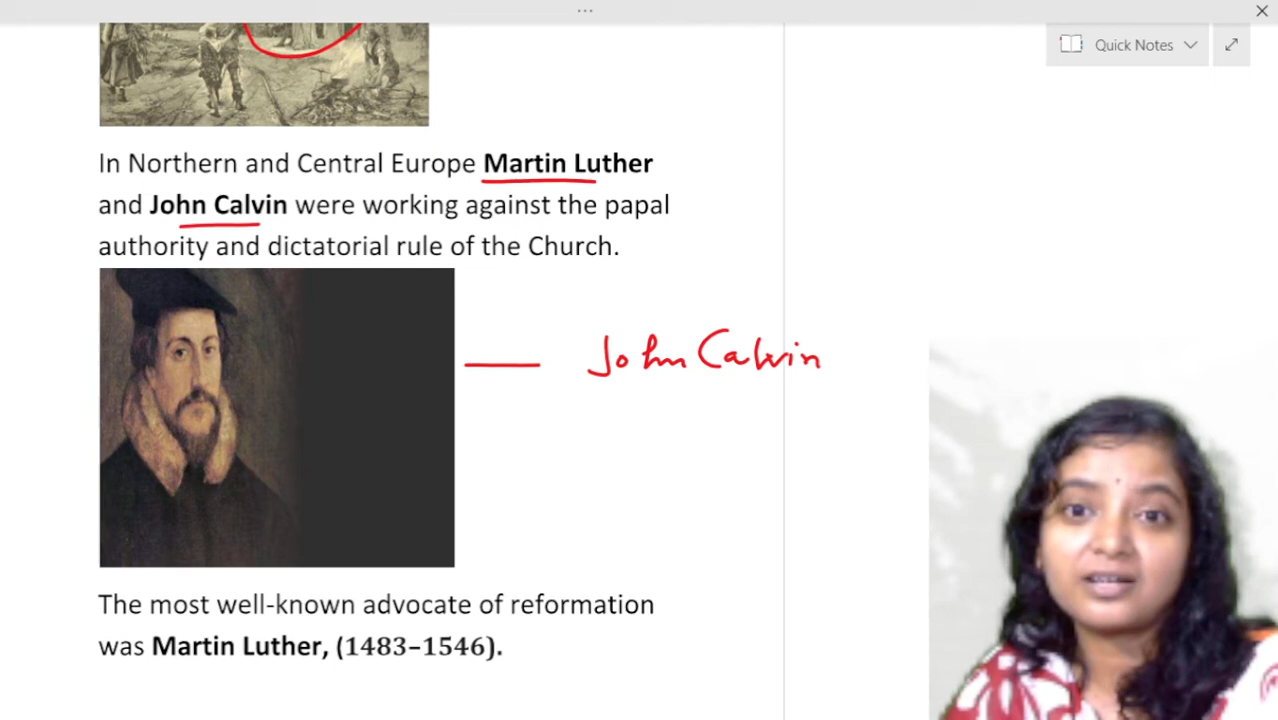 Quick Notes
In Northern and Central Europe Martin Luther
and John Calvin were working against the papal
authority and dictatorial rule of the Church.
John Calvin
The most well-known advocate of reformation
was Martin Luther, (1483–1546).